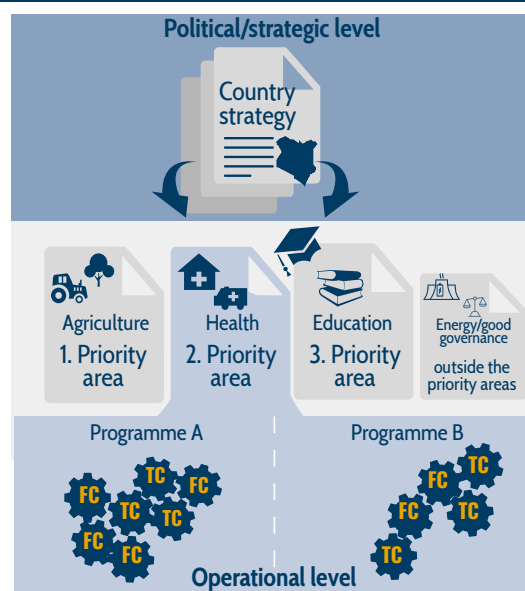 Political/strategic level
Country
strategy
Agriculture
1. Priority
area
Health
2. Priority
area
Education
3. Priority
area
Energy/good
governance
outside the
priority areas
Programme A
FC
TC
FC
TC
TC
FC
FC
Programme B
TC
FC
FC
TC
TC
Operational level